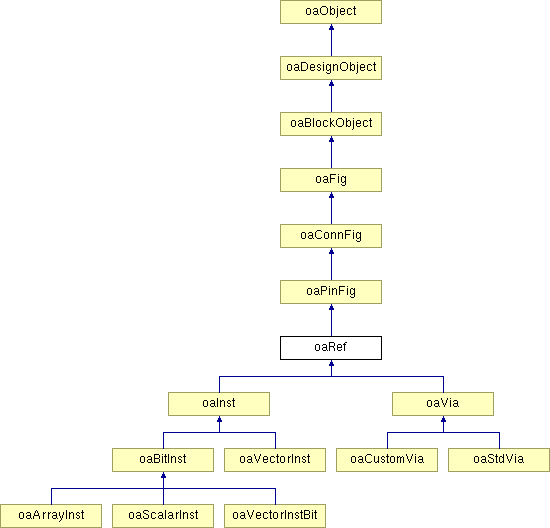 oaObject
oaDesignObject
oaBlockObject
oaFig
oaConnFig
oaPinFig
oaRef
oaInst
oaVia
oaBitInst
oaVectorInst
oaCustomVia
oaStdVia
oaArrayInst
oaScalarInst
oaVectorInstBit